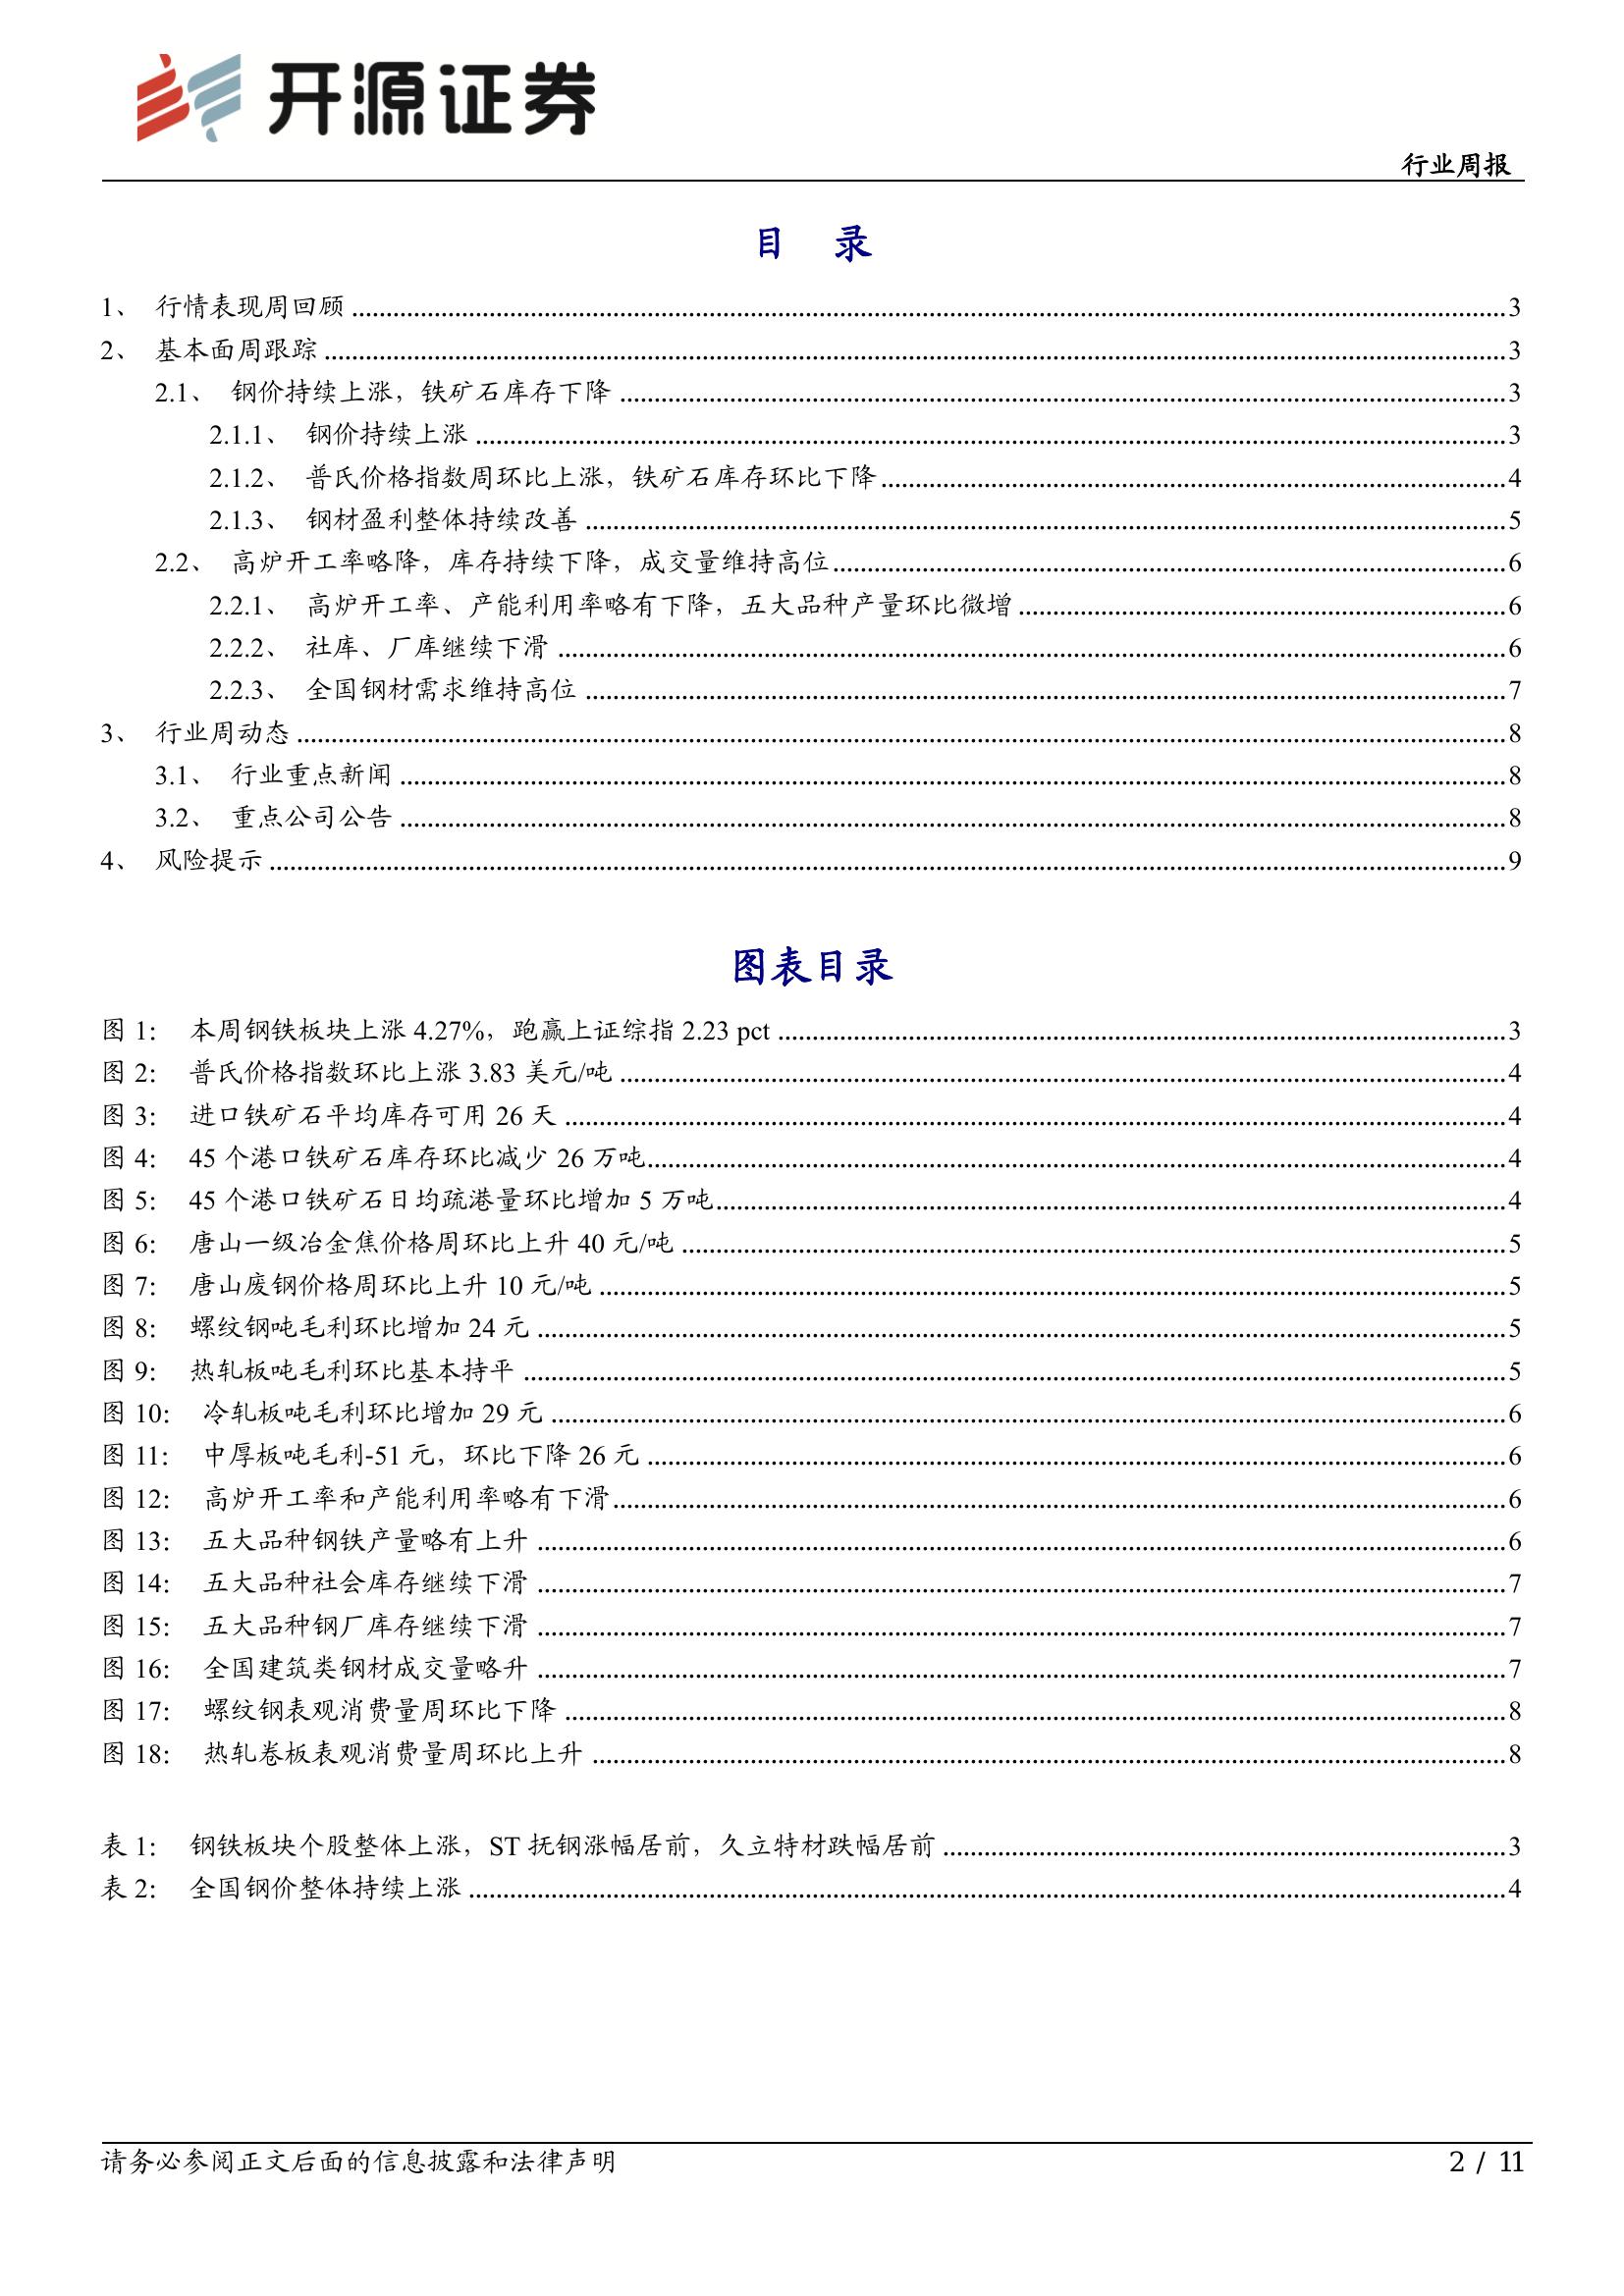 开源证券
行业周报
目 录
1、 行情表现周回顾 ........ 3
2、 基本面周跟踪 ........ 3
2.1、 钢价持续上涨，铁矿石库存下降 ........ 3
2.1.1、 钢价持续上涨 ........ 3
2.1.2、 普氏价格指数周环比上涨，铁矿石库存环比下降 ........ 4
2.1.3、 钢材盈利整体持续改善 ........ 5
2.2、 高炉开工率略降，库存持续下降，成交量维持高位 ........ 6
2.2.1、 高炉开工率、产能利用率略有下降，五大品种产量环比微增 ........ 6
2.2.2、 社库、厂库继续下滑 ........ 6
2.2.3、 全国钢材需求维持高位 ........ 7
3、 行业周动态 ........ 8
3.1、 行业重点新闻 ........ 8
3.2、 重点公司公告 ........ 8
4、 风险提示 ........ 9
图表目录
图 1： 本周钢铁板块上涨 4.27%，跑赢上证综指 2.23 pct ........ 3
图 2： 普氏价格指数环比上涨 3.83 美元/吨 ........ 4
图 3： 进口铁矿石平均库存可用 26 天 ........ 4
图 4： 45 个港口铁矿石库存环比减少 26 万吨 ........ 4
图 5： 45 个港口铁矿石日均疏港量环比增加 5 万吨 ........ 4
图 6： 唐山一级冶金焦价格周环比上升 40 元/吨 ........ 5
图 7： 唐山废钢价格周环比上升 10 元/吨 ........ 5
图 8： 螺纹钢吨毛利环比增加 24 元 ........ 5
图 9： 热轧板吨毛利环比基本持平 ........ 5
图 10： 冷轧板吨毛利环比增加 29 元 ........ 6
图 11： 中厚板吨毛利-51 元，环比下降 26 元 ........ 6
图 12： 高炉开工率和产能利用率略有下滑 ........ 6
图 13： 五大品种钢铁产量略有上升 ........ 6
图 14： 五大品种社会库存继续下滑 ........ 7
图 15： 五大品种钢厂库存继续下滑 ........ 7
图 16： 全国建筑类钢材成交量略升 ........ 7
图 17： 螺纹钢表观消费量周环比下降 ........ 8
图 18： 热轧卷板表观消费量周环比上升 ........ 8
表 1： 钢铁板块个股整体上涨，ST 抚钢涨幅居前，久立特材跌幅居前 ........ 3
表 2： 全国钢价整体持续上涨 ........ 4
请务必参阅正文后面的信息披露和法律声明
2 / 11